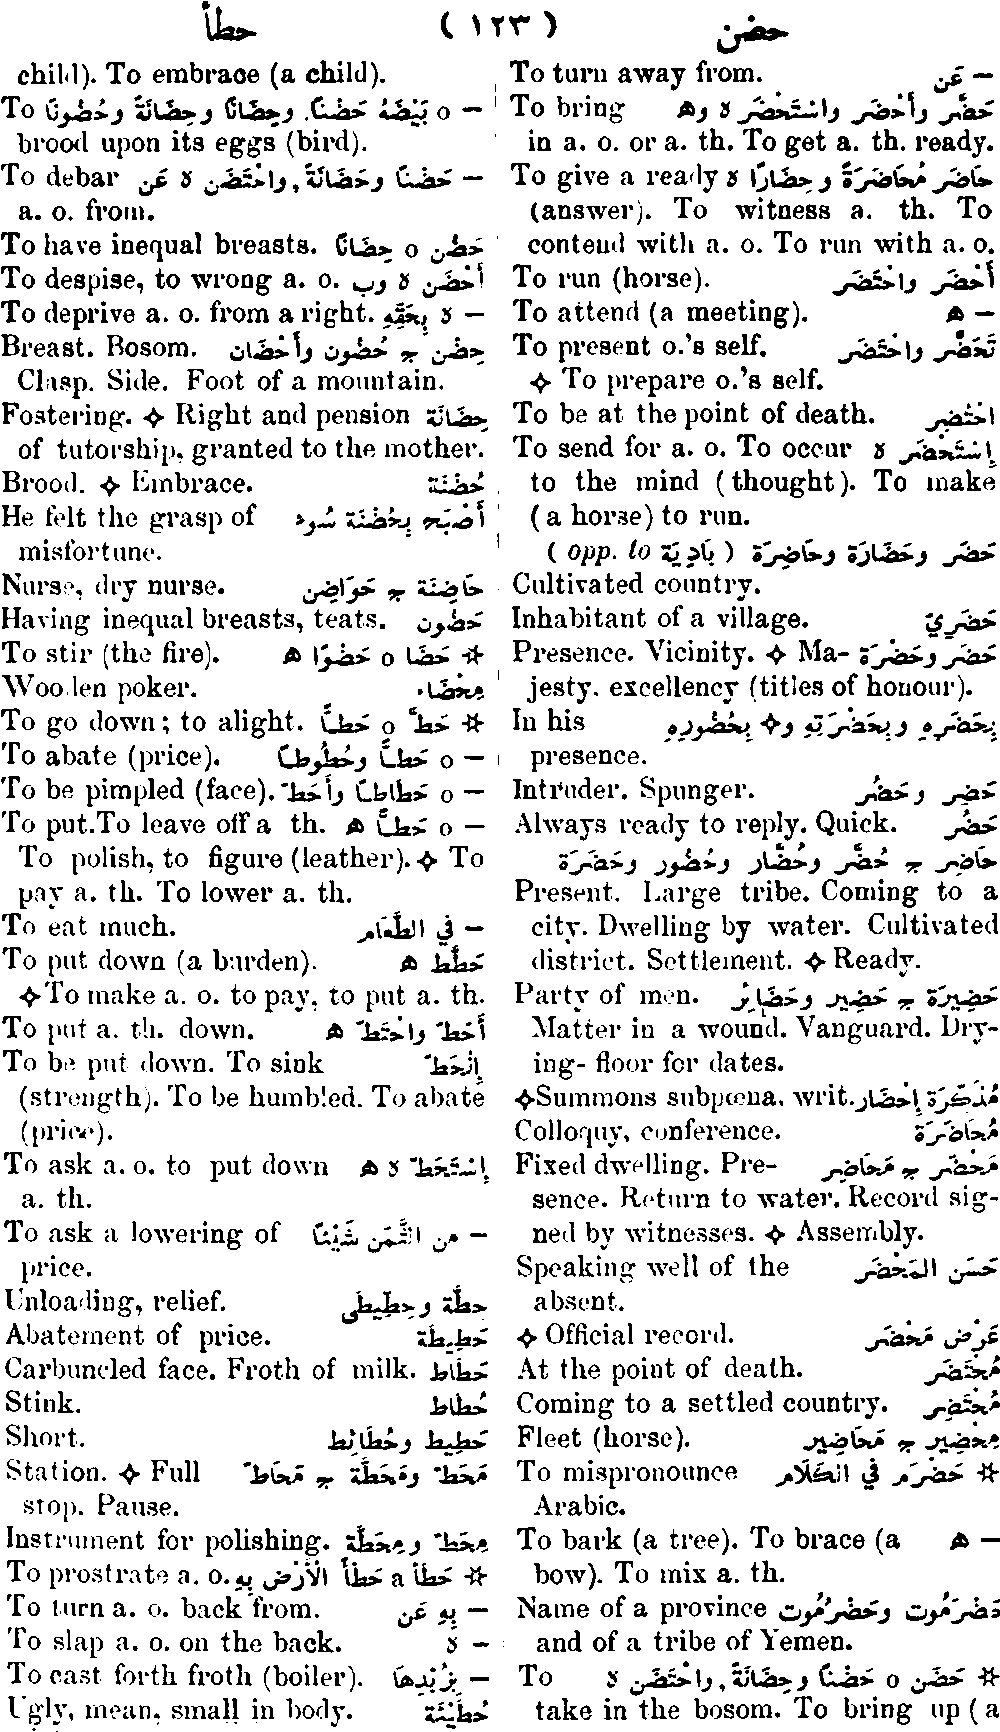 حضن ( ١٢٣ ) حطأ
To turn away from. — عَن
To bring حَضَّر وأَحْضَر واسْتَحْضَر ه وﻫ
in a. o. or a. th. To get a. th. ready.
To give a ready حَاضَر مُحَاضَرَةً وحِضَارًا ه
(answer). To witness a. th. To
contend with a. o. To run with a. o.
To run (horse). أَحْضَر واحْتَضَر
To attend (a meeting). — ﻫ
To present o.'s self. تَحَضَّر واحْتَضَر
✧ To prepare o.'s self.
To be at the point of death. احْتُضِر
To send for a. o. To occur إِسْتَحْضَر ه
to the mind (thought). To make
(a horse) to run.
حَضَر وحَضَارَة وحَاضِرَة ( بَادِيَة opp. to )
Cultivated country.
Inhabitant of a village. حَضَرِيّ
Presence. Vicinity. ✧ Ma- حَضَر وحَضْرَة
jesty. excellency (titles of honour).
In his بِحَضَرِهِ وبِحَضْرَتِهِ و✧ بِحُضُورِهِ
presence.
Intruder. Spunger. حَضِر وحَضُر
Always ready to reply. Quick. حَضُر
حَاضِر ج حُضَّر وحُضَّار وحُضُور وحَضَرَة
Present. Large tribe. Coming to a
city. Dwelling by water. Cultivated
district. Settlement. ✧ Ready.
Party of men. حَضِيرَة ج حَضِير وحَضَائِر
Matter in a wound. Vanguard. Dry-
ing- floor for dates.
✧Summons subpœna. writ. مُذَكَّرَة إِحْضَار
Colloquy, conference. مُحَاضَرَة
Fixed dwelling. Pre- مَحْضَر ج مَحَاضِر
sence. Return to water. Record sig-
ned by witnesses. ✧ Assembly.
Speaking well of the حَسَن المَحْضَر
absent.
✧ Official record. عَرْض مَحْضَر
At the point of death. مُحْتَضَر
Coming to a settled country. مُحْتَضِر
Fleet (horse). مِحْضِير ج مَحَاضِير
To mispronounce ✲ حَضْرَم في الكَلَام
Arabic.
To bark (a tree). To brace (a — ﻫ
bow). To mix a. th.
Name of a province حَضْرَمُوت وحَضْرُمُوت
and of a tribe of Yemen.
To ✲ حَضَن o حَضْنًا وحِضَانَةً, واحْتَضَن ه
take in the bosom. To bring up (a
child). To embrace (a child).
To — o بَيْضَهُ حَضْنًا, وحِضَانًا وحِضَانَةً وحُضُونًا
brood upon its eggs (bird).
To debar — حَضْنًا وحَضَانَةً, واحْتَضَن ه عَن
a. o. from.
To have inequal breasts. حَضُن o حِضَانًا
To despise, to wrong a. o. أَحْضَن ه وب
To deprive a. o. from a right. — ه بِحَقِّهِ
Breast. Bosom. حِضْن ج حُضُون وأَحْضَان
Clasp. Side. Foot of a mountain.
Fostering. ✧ Right and pension حِضَانَة
of tutorship, granted to the mother.
Brood. ✧ Embrace. حُضْنَة
He felt the grasp of أَصْبَح بِحُضْنَة سُوء
misfortune.
Nurse, dry nurse. حَاضِنَة ج حَوَاضِن
Having inequal breasts, teats. حَضُون
To stir (the fire). ✲ حَضَا o حَضْوًا ﻫ
Woolen poker. مِحْضَاء
To go down; to alight. ✲ حَطّ o حَطًّا
To abate (price). — o حَطًّا وحُطُوطًا
To be pimpled (face). — o حَطَاطًا وأَحَطّ
To put. To leave off a th. — o حَطًّا ﻫ
To polish, to figure (leather). ✧ To
pay a. th. To lower a. th.
To eat much. — في الطَّعَام
To put down (a burden). حَطَّط ﻫ
✧To make a. o. to pay, to put a. th.
To put a. th. down. أَحَطّ واحْتَطّ ﻫ
To be put down. To sink إِنْحَطّ
(strength). To be humbled. To abate
(price).
To ask a. o. to put down إِسْتَحَطّ ه ﻫ
a. th.
To ask a lowering of — مِن الثَّمَن شَيْئًا
price.
Unloading, relief. حِطَّة وحِطِّيطَى
Abatement of price. حَطِيطَة
Carbuncled face. Froth of milk. حَطَاط
Stink. حُطَاط
Short. حَطِيط وحُطَائِط
Station. ✧ Full مَحَطّ ومَحَطَّة ج مَحَاطّ
stop. Pause.
Instrument for polishing. مِحَطّ ومِحَطَّة
To prostrate a. o. ✲ حَطَأ a حَطْأً الأَرْض بِهِ
To turn a. o. back from. — بِهِ عَن
To slap a. o. on the back. — ه
To cast forth froth (boiler). — بِزُبْدِهَا
Ugly, mean, small in body. حُطَيْئَة